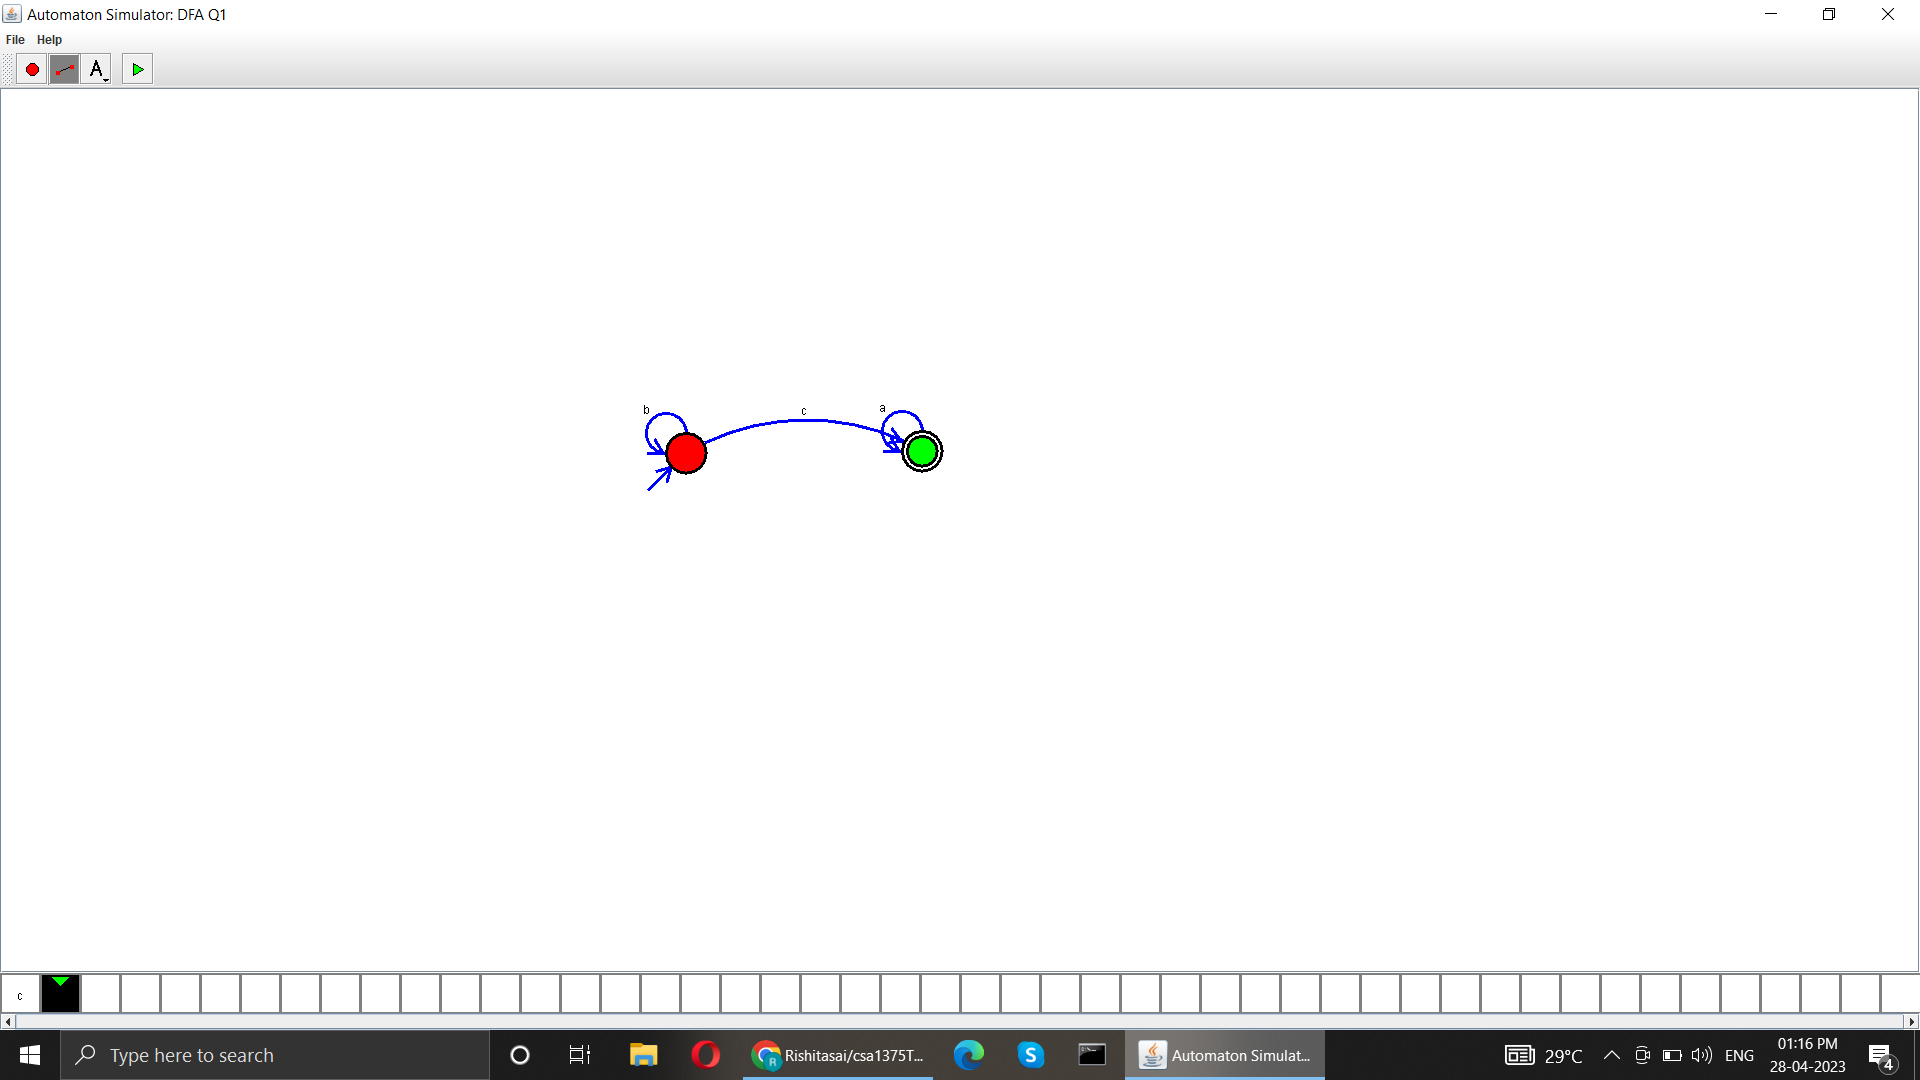 Automaton Simulator: DFA Q1
File Help
A
b
c
a
c
Type here to search
Rishitasai/csa1375T...
Automaton Simulat...
29°C
ENG
01:16 PM
28-04-2023
4